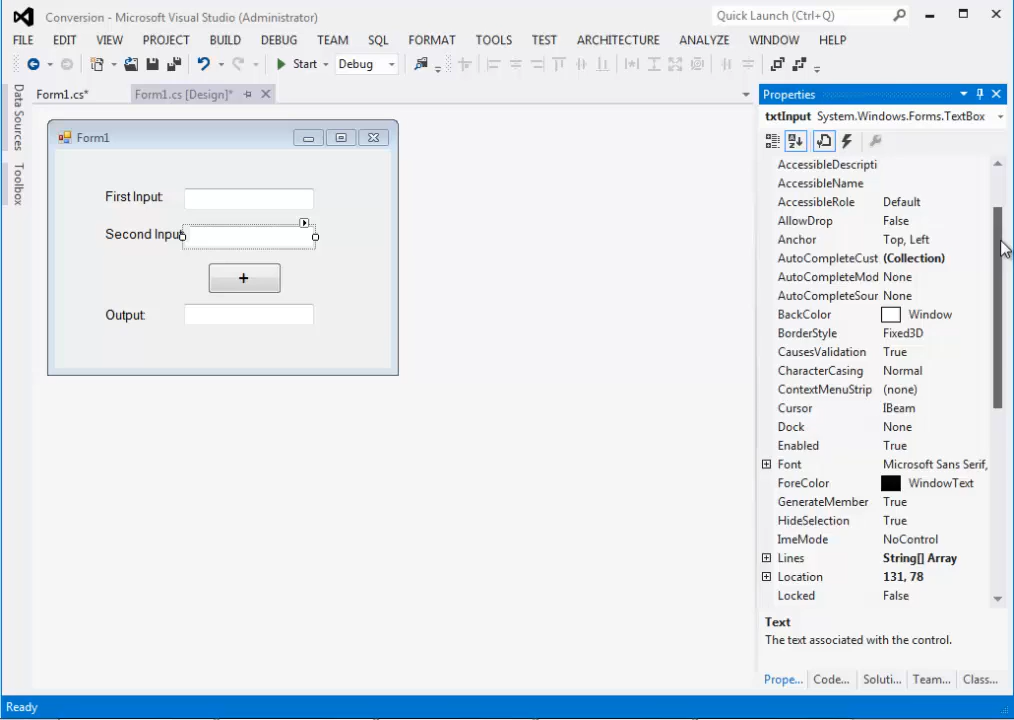 Conversion - Microsoft Visual Studio (Administrator)
Quick Launch (Ctrl+Q)
FILE EDIT VIEW PROJECT BUILD DEBUG TEAM SQL FORMAT TOOLS TEST ARCHITECTURE ANALYZE WINDOW HELP
Start Debug
Data Sources
Toolbox
Form1.cs* Form1.cs [Design]*
Form1
First Input:
Second Input
+
Output:
Properties
txtInput System.Windows.Forms.TextBox
AccessibleDescripti
AccessibleName
AccessibleRole Default
AllowDrop False
Anchor Top, Left
AutoCompleteCust (Collection)
AutoCompleteMod None
AutoCompleteSour None
BackColor Window
BorderStyle Fixed3D
CausesValidation True
CharacterCasing Normal
ContextMenuStrip (none)
Cursor IBeam
Dock None
Enabled True
Font Microsoft Sans Serif,
ForeColor WindowText
GenerateMember True
HideSelection True
ImeMode NoControl
Lines String[] Array
Location 131, 78
Locked False
Text
The text associated with the control.
Prope... Code... Soluti... Team... Class...
Ready